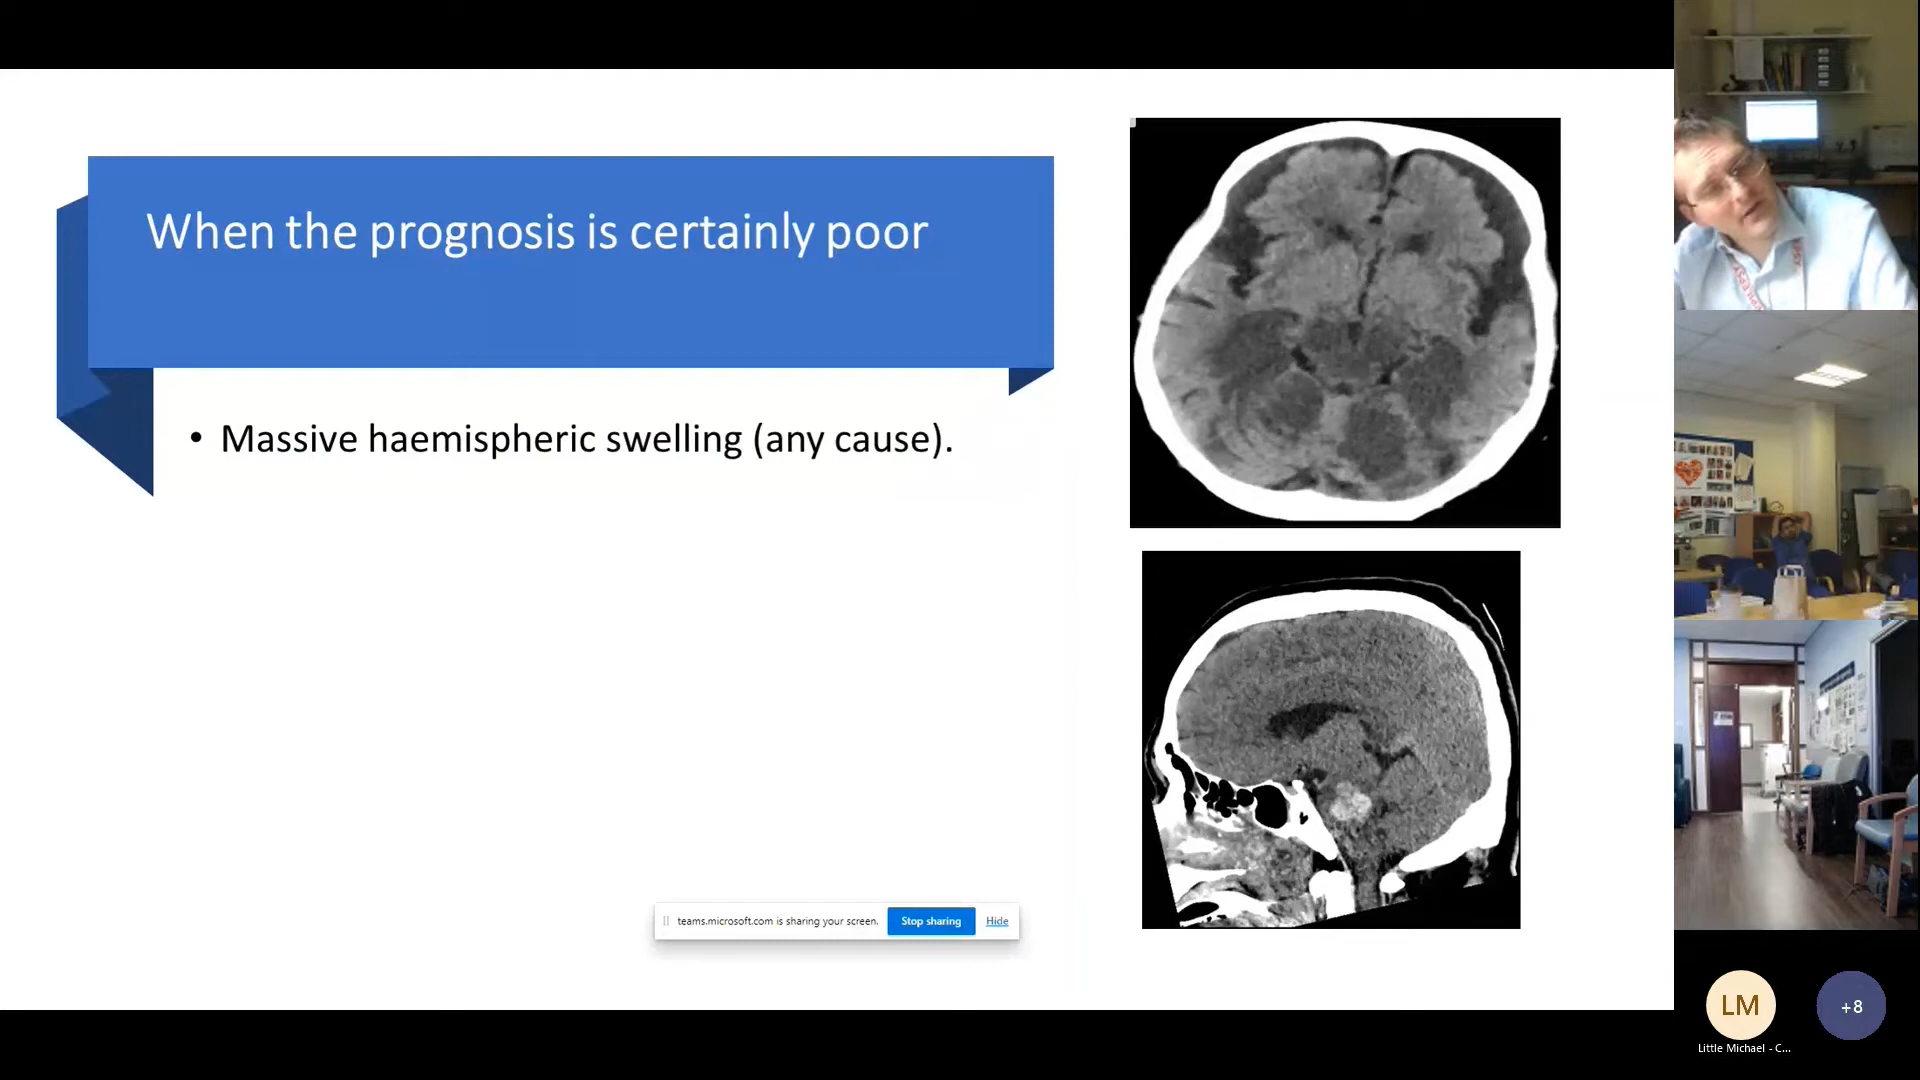 When the prognosis is certainly poor
• Massive haemispheric swelling (any cause).
teams.microsoft.com is sharing your screen. Stop sharing Hide
LM
+8
Little Michael - C...